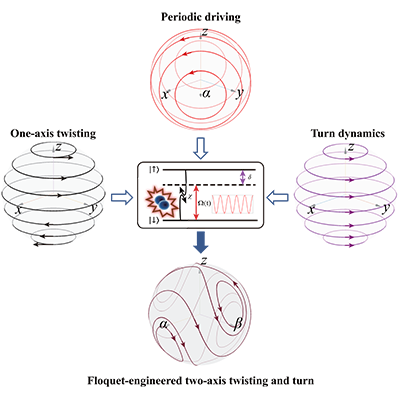 Periodic driving
z
x
α
y
One-axis twisting
z
x
y
|↑⟩
δ
χ
Ω(t)
|↓⟩
Turn dynamics
z
x
y
z
α
β
Floquet-engineered two-axis twisting and turn